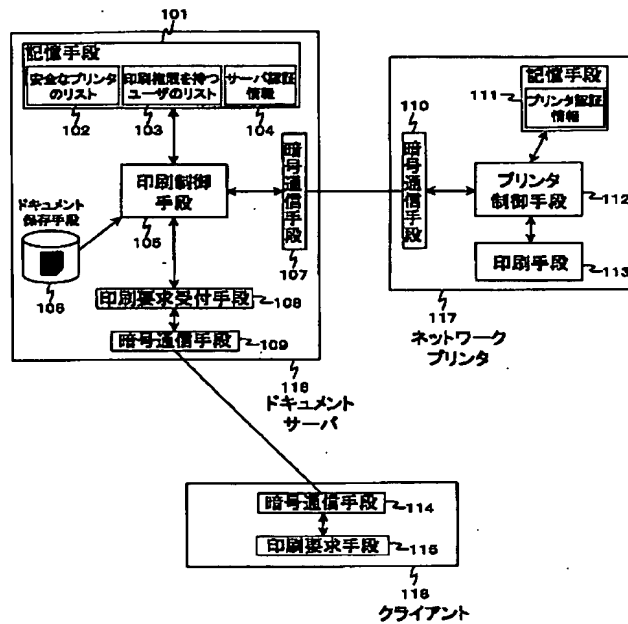 101
記憶手段
安全なプリンタ
のリスト
印刷権限を持つ
ユーザのリスト
サーバ認証
情報
102
103
104
印刷制御
手段
105
ドキュメント
保存手段
106
暗号通信手段
107
印刷要求受付手段
108
暗号通信手段
109
116
ドキュメント
サーバ
110
暗号通信手段
記憶手段
111
プリンタ認証
情報
プリンタ
制御手段
112
印刷手段
113
117
ネットワーク
プリンタ
暗号通信手段
114
印刷要求手段
115
118
クライアント